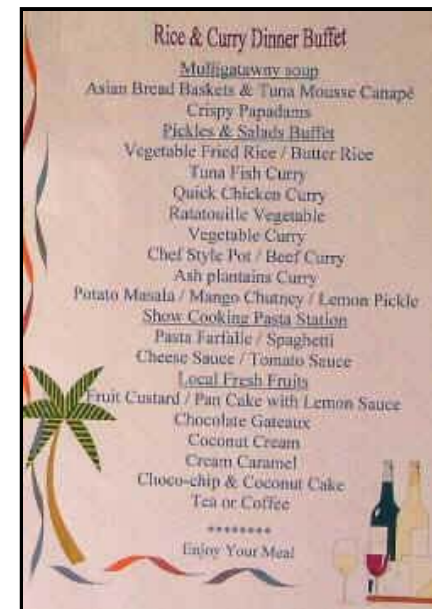 Rice & Curry Dinner Buffet
Mulligatawny soup
Asian Bread Baskets & Tuna Mousse Canapé
Crispy Papadams
Pickles & Salads Buffet
Vegetable Fried Rice / Butter Rice
Tuna Fish Curry
Quick Chicken Curry
Ratatouille Vegetable
Vegetable Curry
Chef Style Pot / Beef Curry
Ash plantains Curry
Potato Masala / Mango Chutney / Lemon Pickle
Show Cooking Pasta Station
Pasta Farfalle / Spaghetti
Cheese Sauce / Tomato Sauce
Local Fresh Fruits
Fruit Custard / Pan Cake with Lemon Sauce
Chocolate Gateaux
Coconut Cream
Cream Caramel
Choco-chip & Coconut Cake
Tea or Coffee
********
Enjoy Your Meal